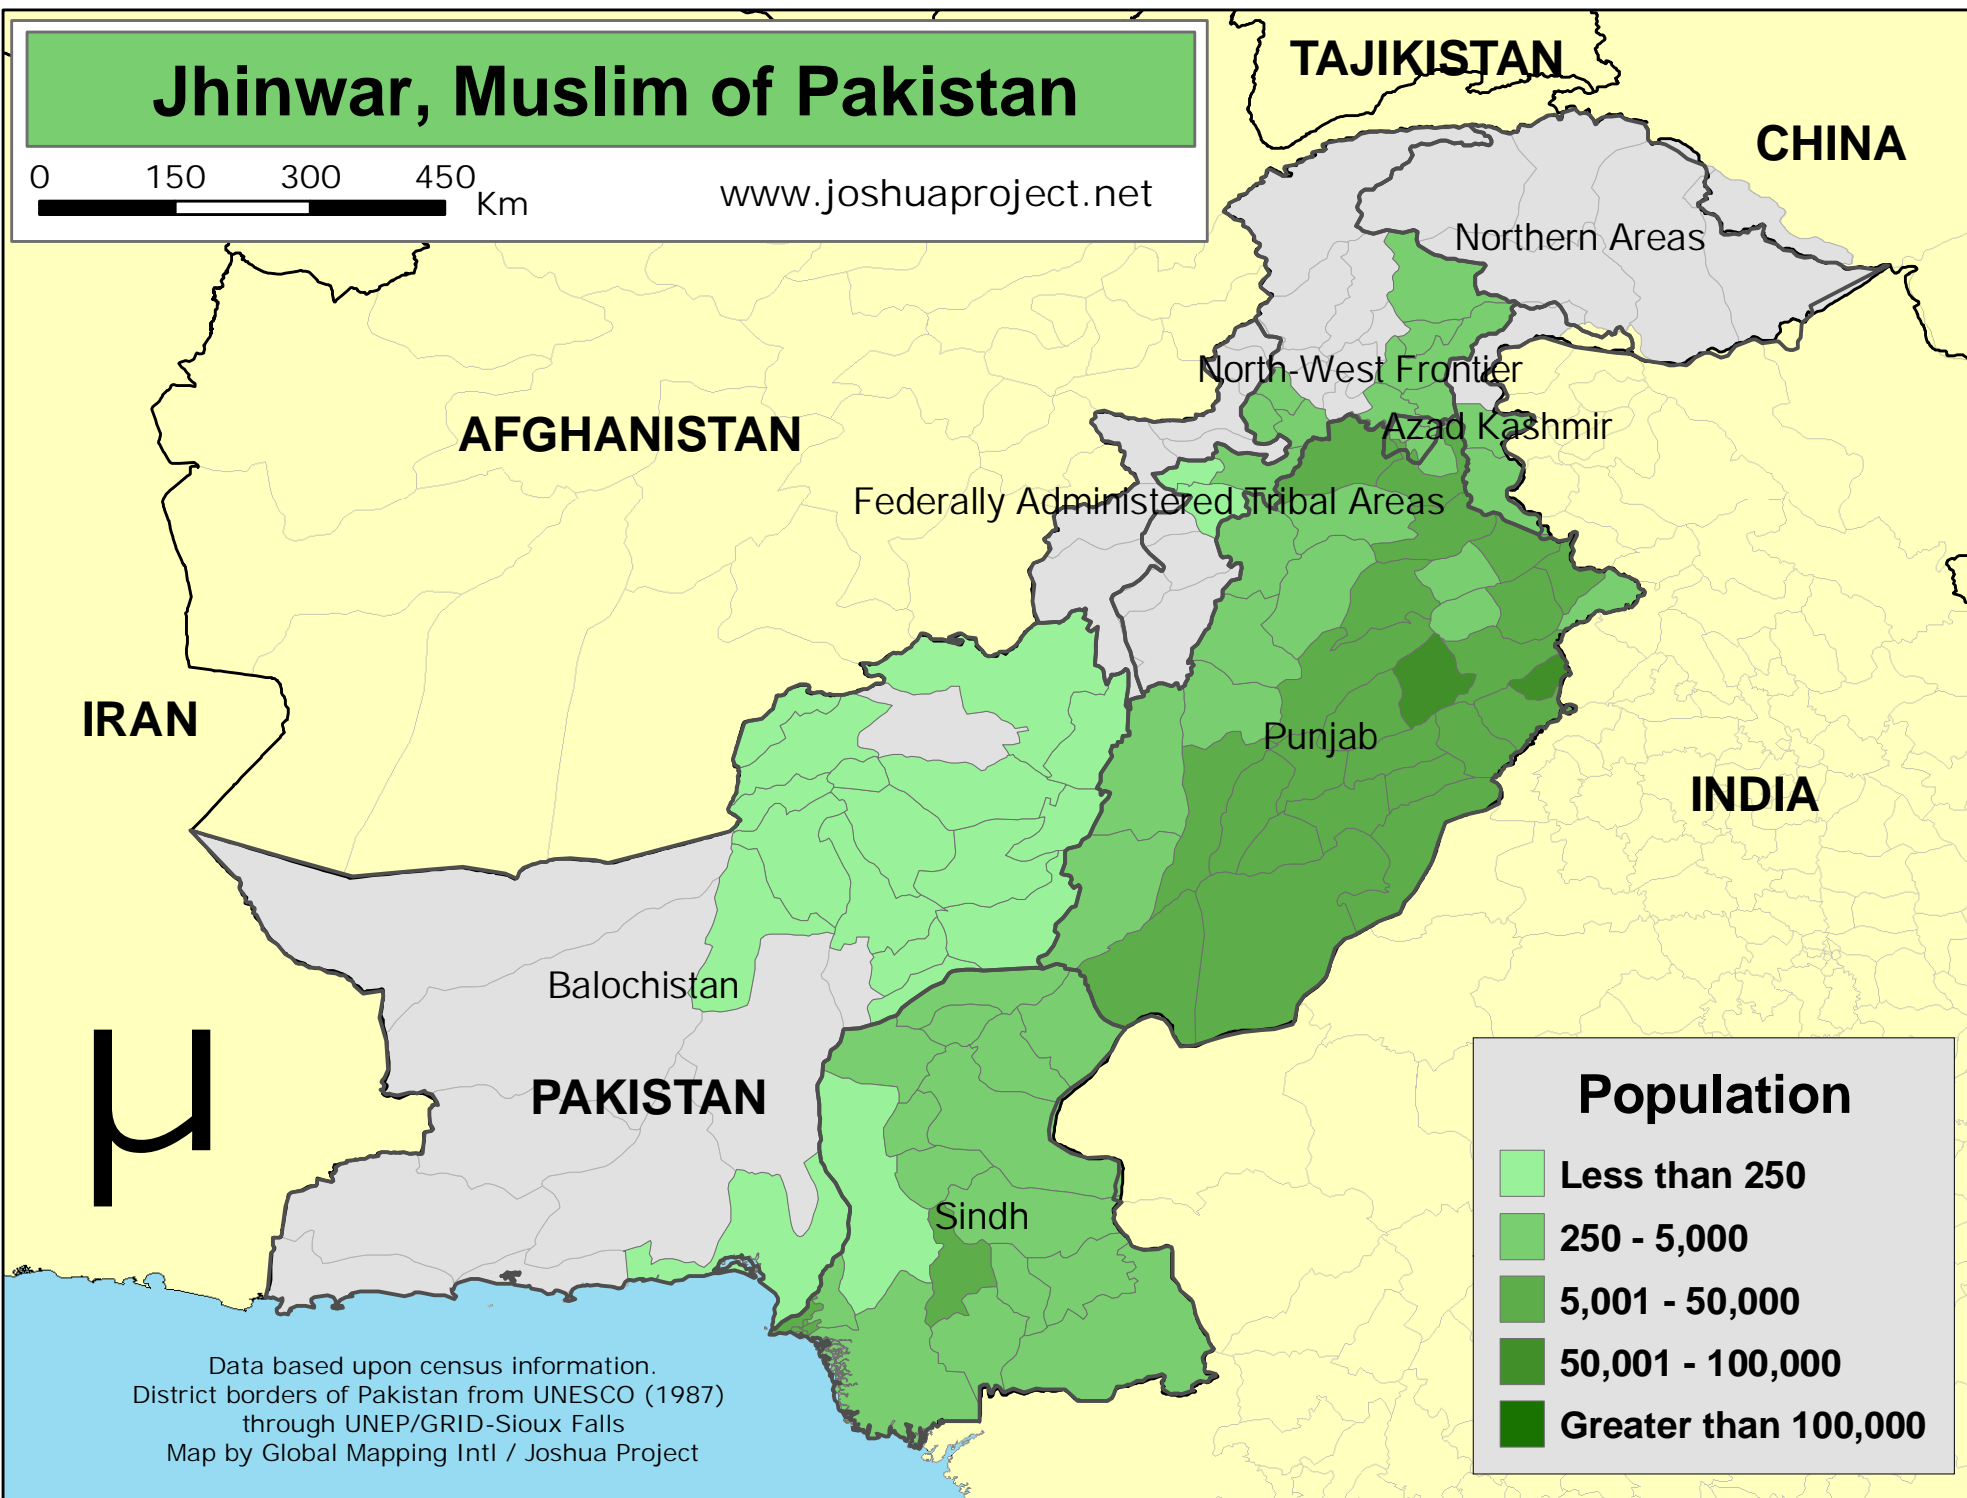 Jhinwar, Muslim of Pakistan
0 150 300 450 Km
www.joshuaproject.net
TAJIKISTAN
CHINA
Northern Areas
North-West Frontier
AFGHANISTAN
Azad Kashmir
Federally Administered Tribal Areas
IRAN
Punjab
INDIA
Balochistan
PAKISTAN
Sindh
µ
Population
Less than 250
250 - 5,000
5,001 - 50,000
50,001 - 100,000
Greater than 100,000
Data based upon census information.
District borders of Pakistan from UNESCO (1987)
through UNEP/GRID-Sioux Falls
Map by Global Mapping Intl / Joshua Project